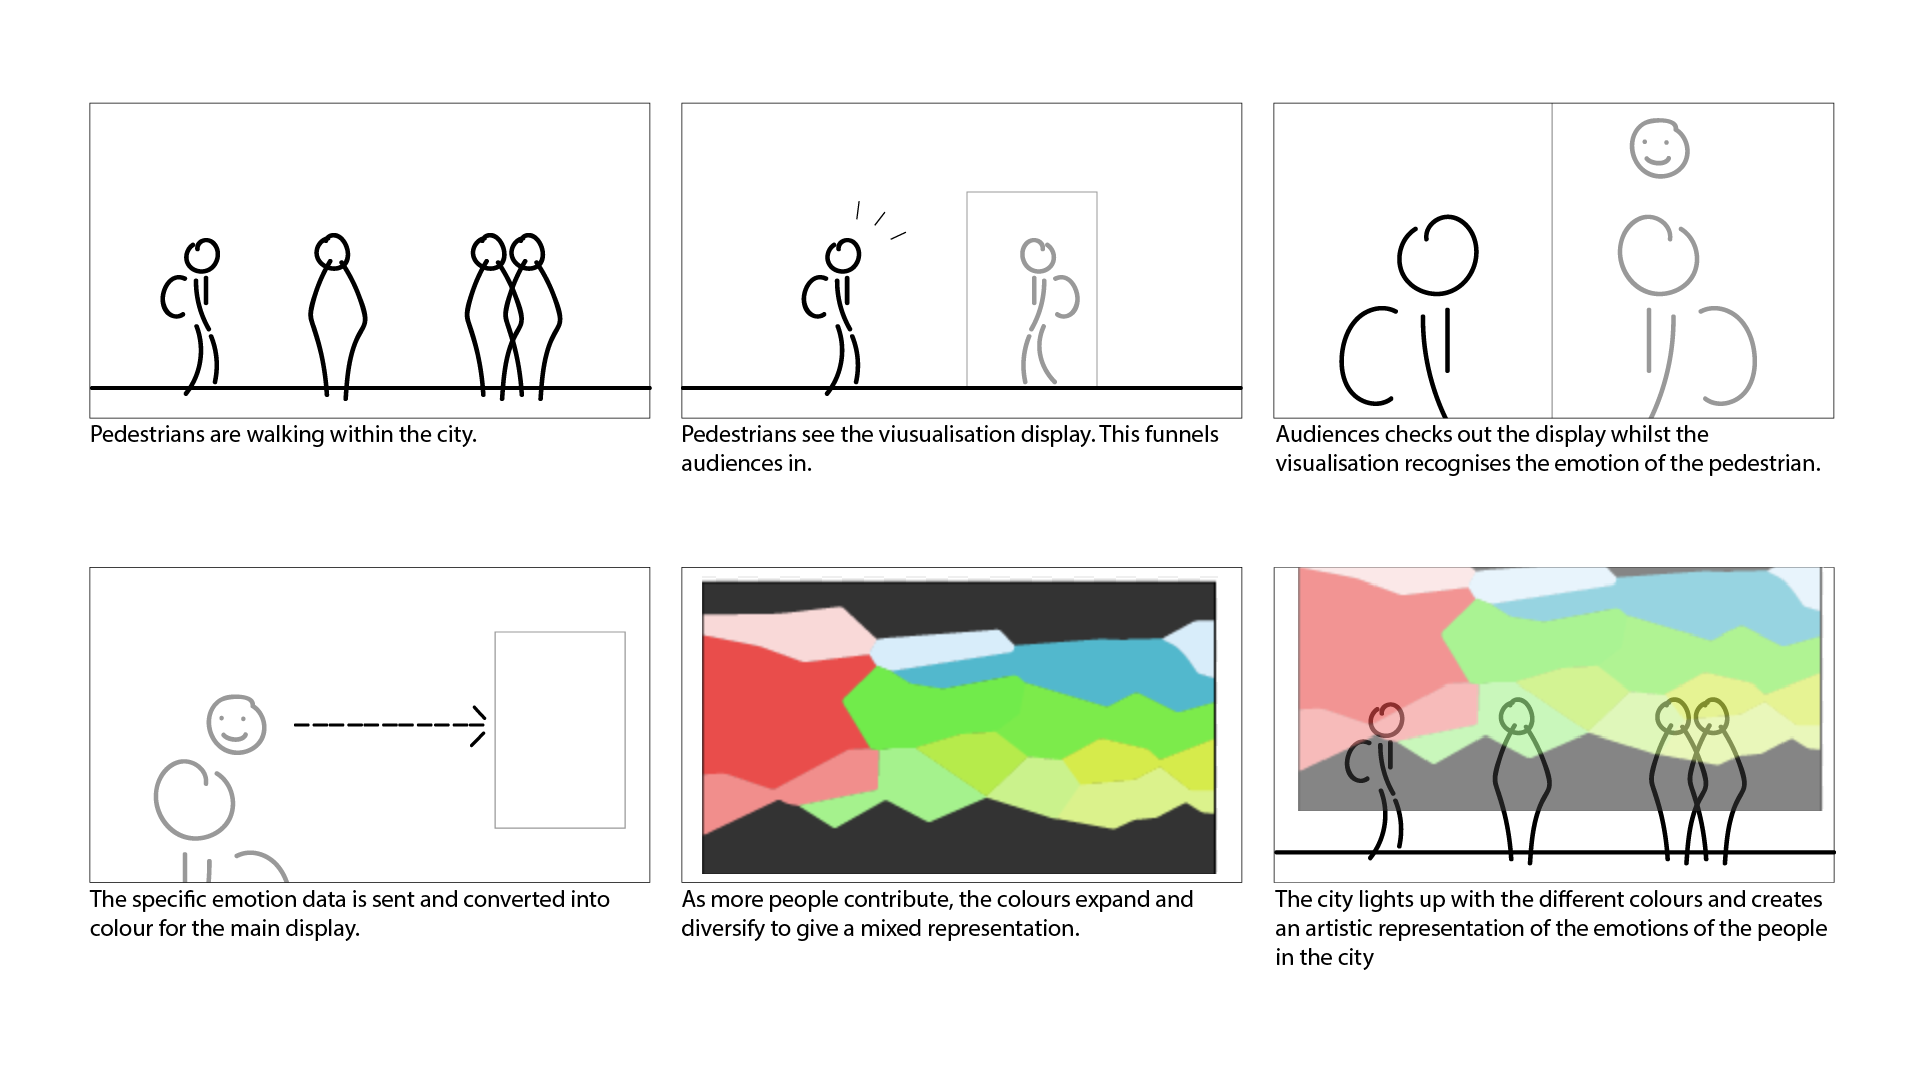 Pedestrians are walking within the city.
Pedestrians see the viusualisation display. This funnels
audiences in.
Audiences checks out the display whilst the
visualisation recognises the emotion of the pedestrian.
The specific emotion data is sent and converted into
colour for the main display.
As more people contribute, the colours expand and
diversify to give a mixed representation.
The city lights up with the different colours and creates
an artistic representation of the emotions of the people
in the city